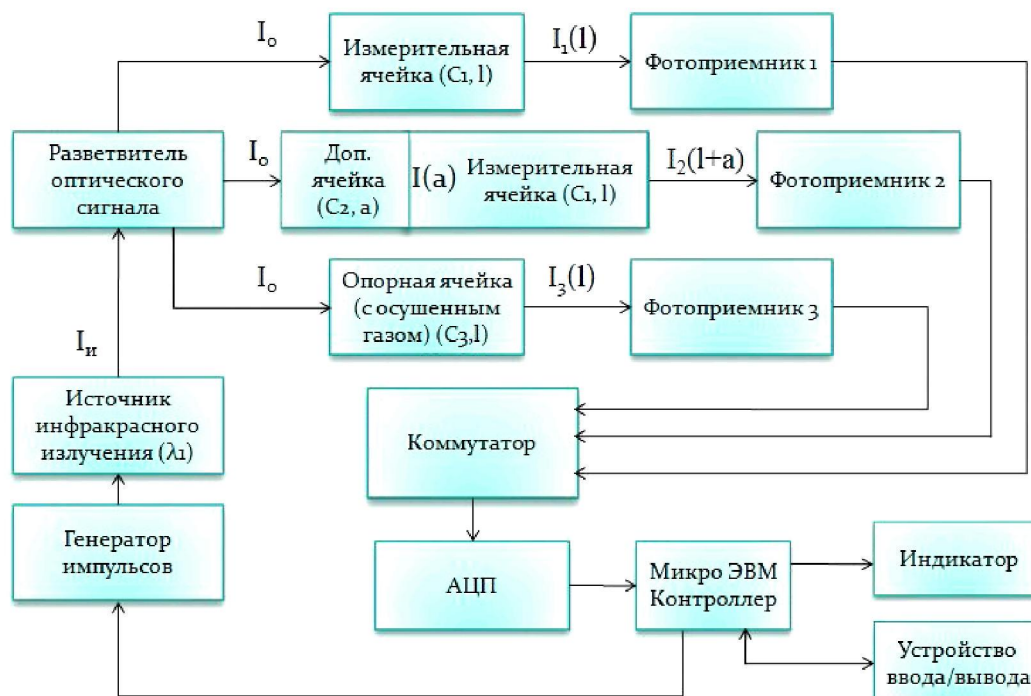 I₀
Измерительная
ячейка (C1, l)
I₁(l)
Фотоприемник 1
Разветвитель
оптического
сигнала
I₀
Доп.
ячейка
(C2, a)
I(a)
Измерительная
ячейка (C1, l)
I₂(l+a)
Фотоприемник 2
I₀
Опорная ячейка
(с осушенным
газом) (C3,l)
I₃(l)
Фотоприемник 3
Iи
Источник
инфракрасного
излучения (λ1)
Коммутатор
Генератор
импульсов
АЦП
Микро ЭВМ
Контроллер
Индикатор
Устройство
ввода/вывода